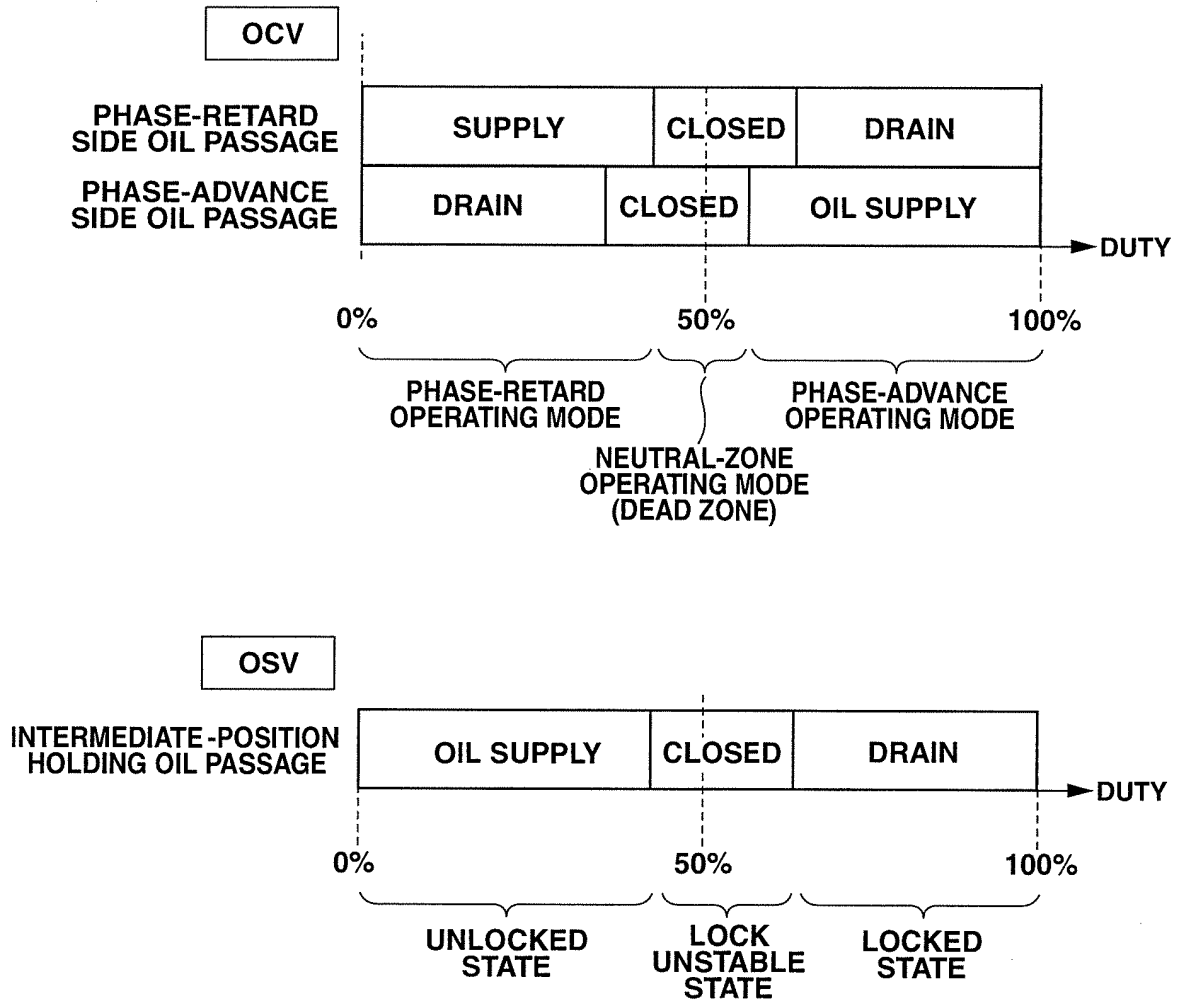 OCV
PHASE-RETARD
SIDE OIL PASSAGE
SUPPLY
CLOSED
DRAIN
PHASE-ADVANCE
SIDE OIL PASSAGE
DRAIN
CLOSED
OIL SUPPLY
DUTY
0%
50%
100%
PHASE-RETARD
OPERATING MODE
PHASE-ADVANCE
OPERATING MODE
NEUTRAL-ZONE
OPERATING MODE
(DEAD ZONE)
OSV
INTERMEDIATE-POSITION
HOLDING OIL PASSAGE
OIL SUPPLY
CLOSED
DRAIN
DUTY
0%
50%
100%
UNLOCKED
STATE
LOCK
UNSTABLE
STATE
LOCKED
STATE